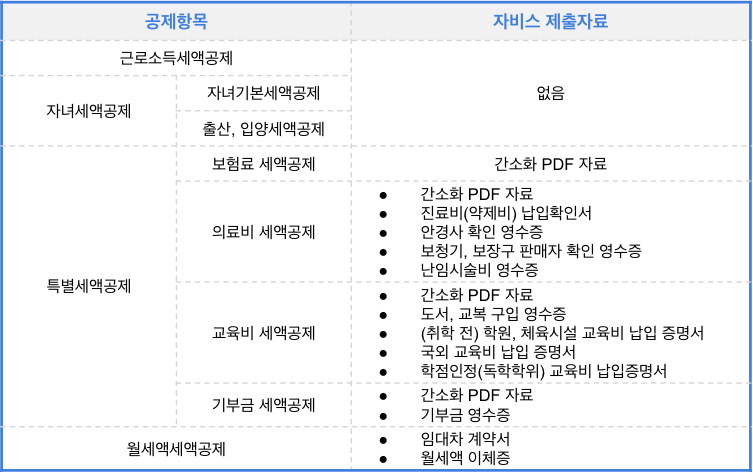 공제항목
자비스 제출자료
근로소득세액공제
없음
자녀세액공제
자녀기본세액공제
출산, 입양세액공제
특별세액공제
보험료 세액공제
간소화 PDF 자료
의료비 세액공제
● 간소화 PDF 자료
● 진료비(약제비) 납입확인서
● 안경사 확인 영수증
● 보청기, 보장구 판매자 확인 영수증
● 난임시술비 영수증
교육비 세액공제
● 간소화 PDF 자료
● 도서, 교복 구입 영수증
● (취학 전) 학원, 체육시설 교육비 납입 증명서
● 국외 교육비 납입 증명서
● 학점인정(독학학위) 교육비 납입증명서
기부금 세액공제
● 간소화 PDF 자료
● 기부금 영수증
월세액세액공제
● 임대차 계약서
● 월세액 이체증